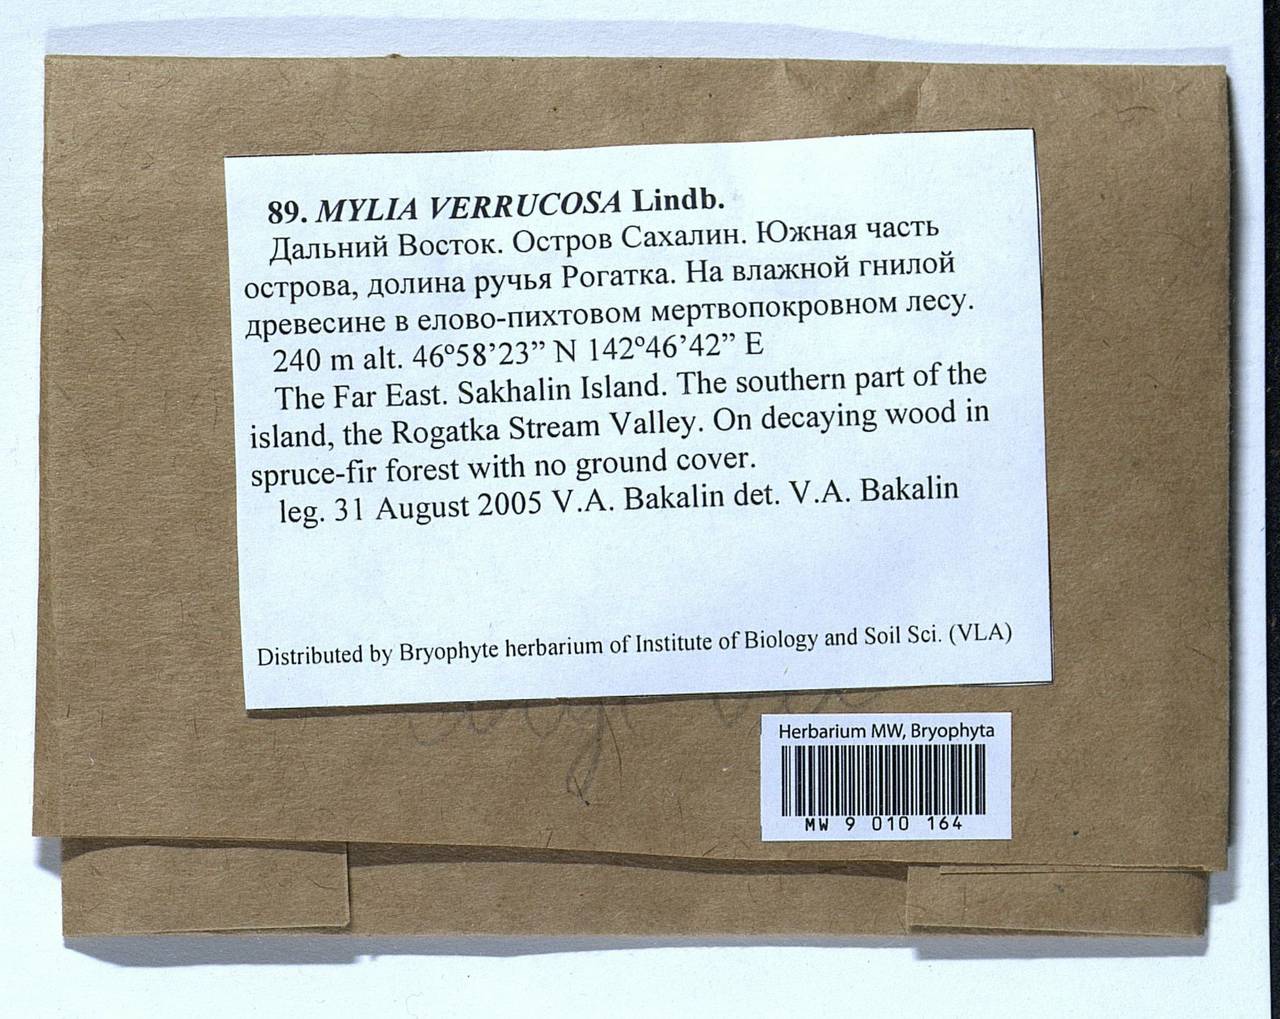 89. MYLIA VERRUCOSA Lindb.
Дальний Восток. Остров Сахалин. Южная часть
острова, долина ручья Рогатка. На влажной гнилой
древесине в елово-пихтовом мертвопокровном лесу.
240 m alt. 46º58’23” N 142º46’42” E
The Far East. Sakhalin Island. The southern part of the
island, the Rogatka Stream Valley. On decaying wood in
spruce-fir forest with no ground cover.
leg. 31 August 2005 V.A. Bakalin det. V.A. Bakalin
Distributed by Bryophyte herbarium of Institute of Biology and Soil Sci. (VLA)
Herbarium MW, Bryophyta
MW 9 010 164